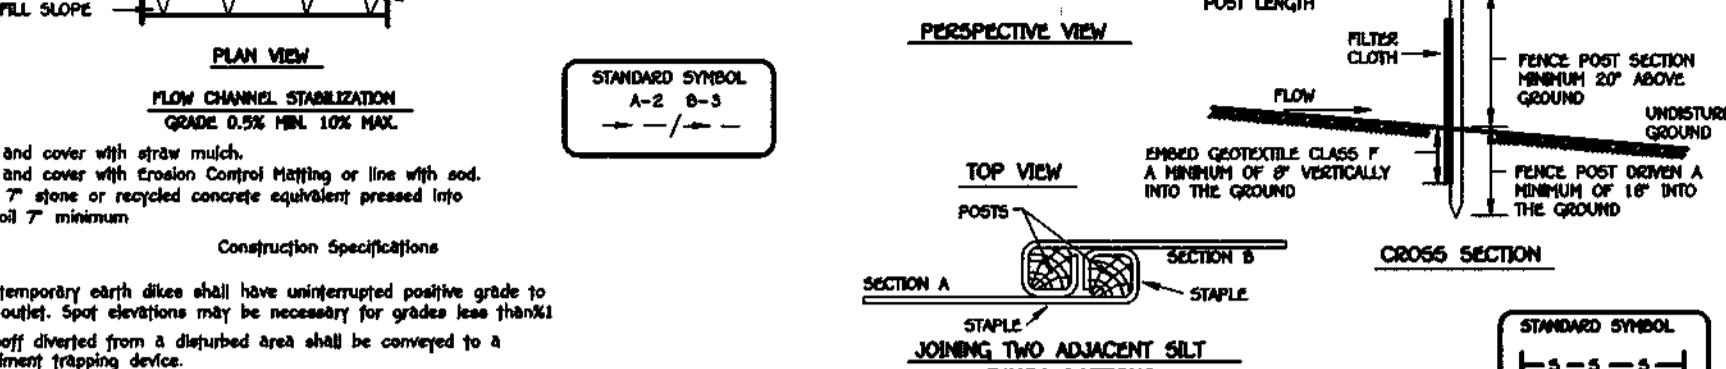 FILL SLOPE
PLAN VIEW
FLOW CHANNEL STABILIZATION
GRADE 0.5% MIN. 10% MAX.
and cover with straw mulch.
and cover with Erosion Control Matting or line with sod.
7" stone or recycled concrete equivalent pressed into
oil 7" minimum
Construction Specifications
temporary earth dikes shall have uninterrupted positive grade to
outlet. Spot elevations may be necessary for grades less than%1
off diverted from a disturbed area shall be conveyed to a
iment trapping device.
STANDARD SYMBOL
A-2 B-3
POST LENGTH
PERSPECTIVE VIEW
FILTER
CLOTH
FENCE POST SECTION
MINIMUM 20" ABOVE
GROUND
FLOW
UNDISTURB
GROUND
EMBED GEOTEXTILE CLASS F
A MINIMUM OF 8" VERTICALLY
INTO THE GROUND
FENCE POST DRIVEN A
MINIMUM OF 16" INTO
THE GROUND
CROSS SECTION
TOP VIEW
POSTS
SECTION B
SECTION A
STAPLE
STAPLE
JOINING TWO ADJACENT SILT
STANDARD SYMBOL
S S S